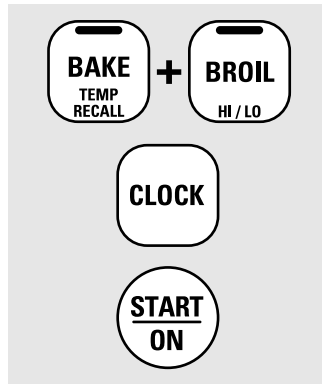 BAKE + BROIL
TEMP
RECALL
HI / LO
CLOCK
START
ON